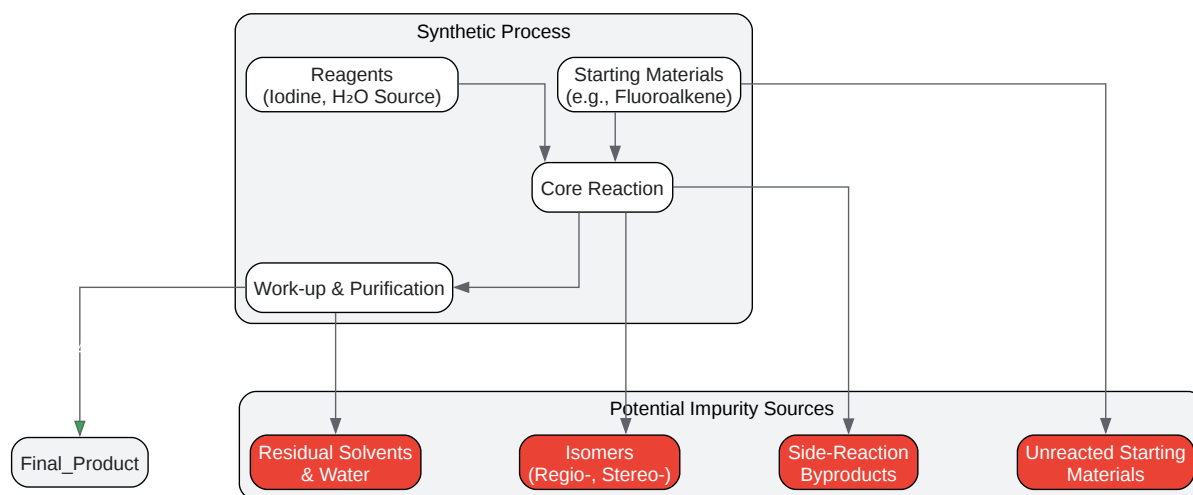 Synthetic Process
Reagents
(Iodine, H₂O Source)
Starting Materials
(e.g., Fluoroalkene)
Core Reaction
Work-up & Purification
Potential Impurity Sources
Final_Product
Residual Solvents
& Water
Isomers
(Regio-, Stereo-)
Side-Reaction
Byproducts
Unreacted Starting
Materials